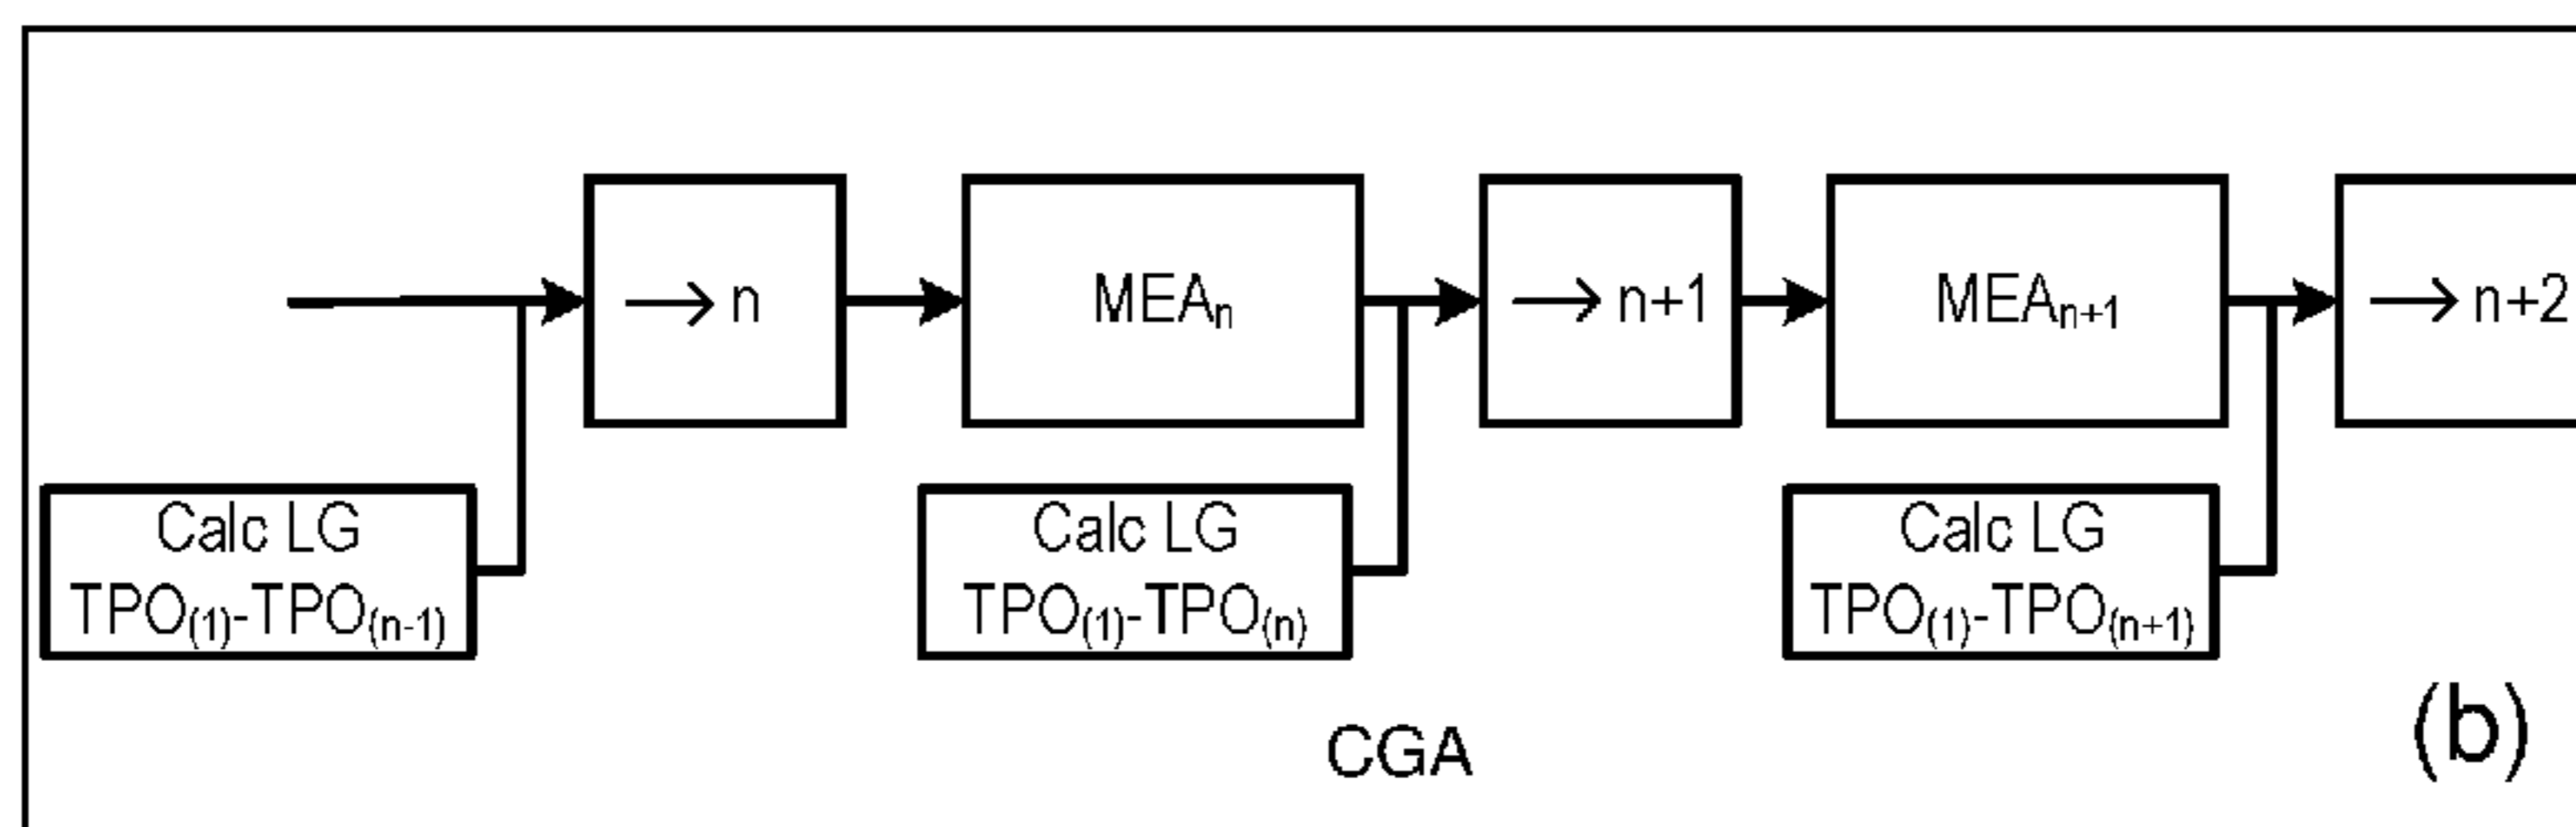 → n
MEAₙ
→ n+1
MEAₙ₊₁
→ n+2
Calc LG
TPO₍₁₎-TPO₍ₙ₋₁₎
Calc LG
TPO₍₁₎-TPO₍ₙ₎
Calc LG
TPO₍₁₎-TPO₍ₙ₊₁₎
CGA
(b)